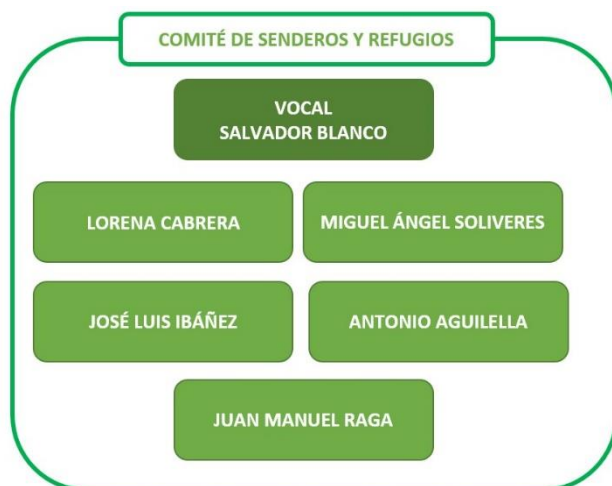 COMITÉ DE SENDEROS Y REFUGIOS
VOCAL
SALVADOR BLANCO
LORENA CABRERA
MIGUEL ÁNGEL SOLIVERES
JOSÉ LUIS IBÁÑEZ
ANTONIO AGUILELLA
JUAN MANUEL RAGA